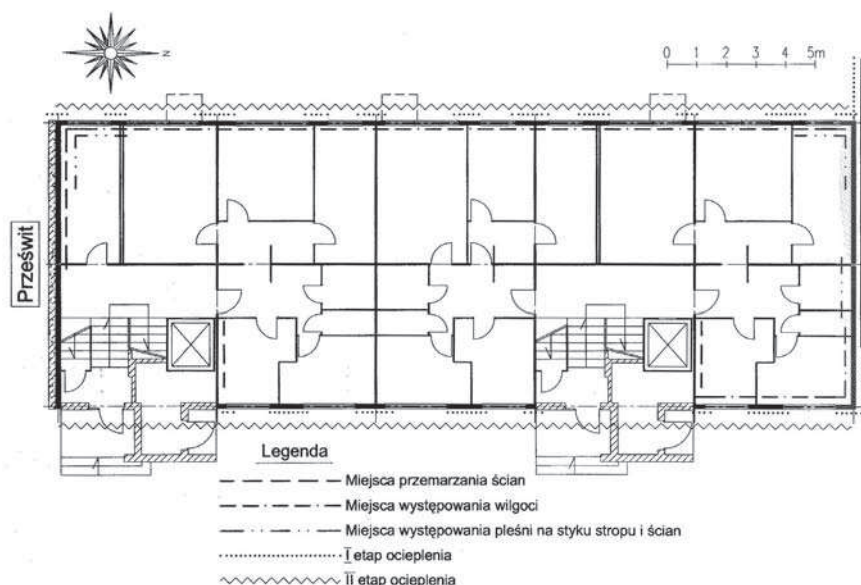 N
0 1 2 3 4 5m
Prześwit
Legenda
Miejsca przemarzania ścian
Miejsca występowania wilgoci
Miejsca występowania pleśni na styku stropu i ścian
I etap ocieplenia
II etap ocieplenia